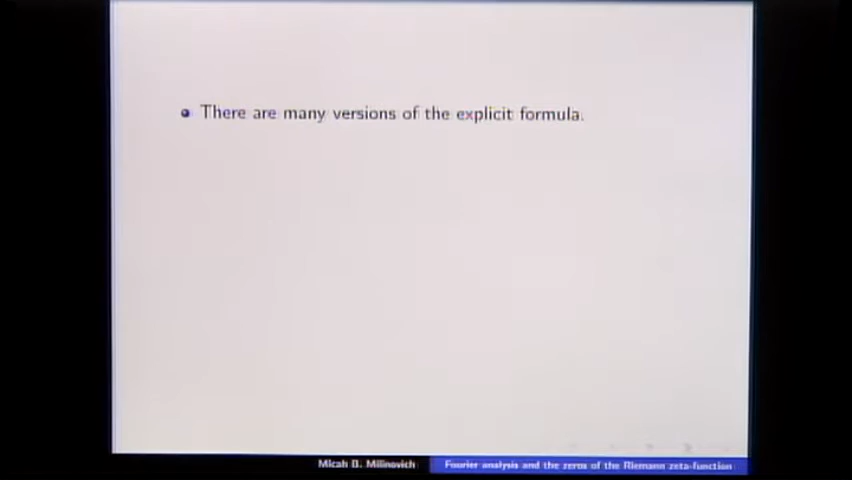 There are many versions of the explicit formula.
Micah B. Milinovich Fourier analysis and the zeros of the Riemann zeta-function